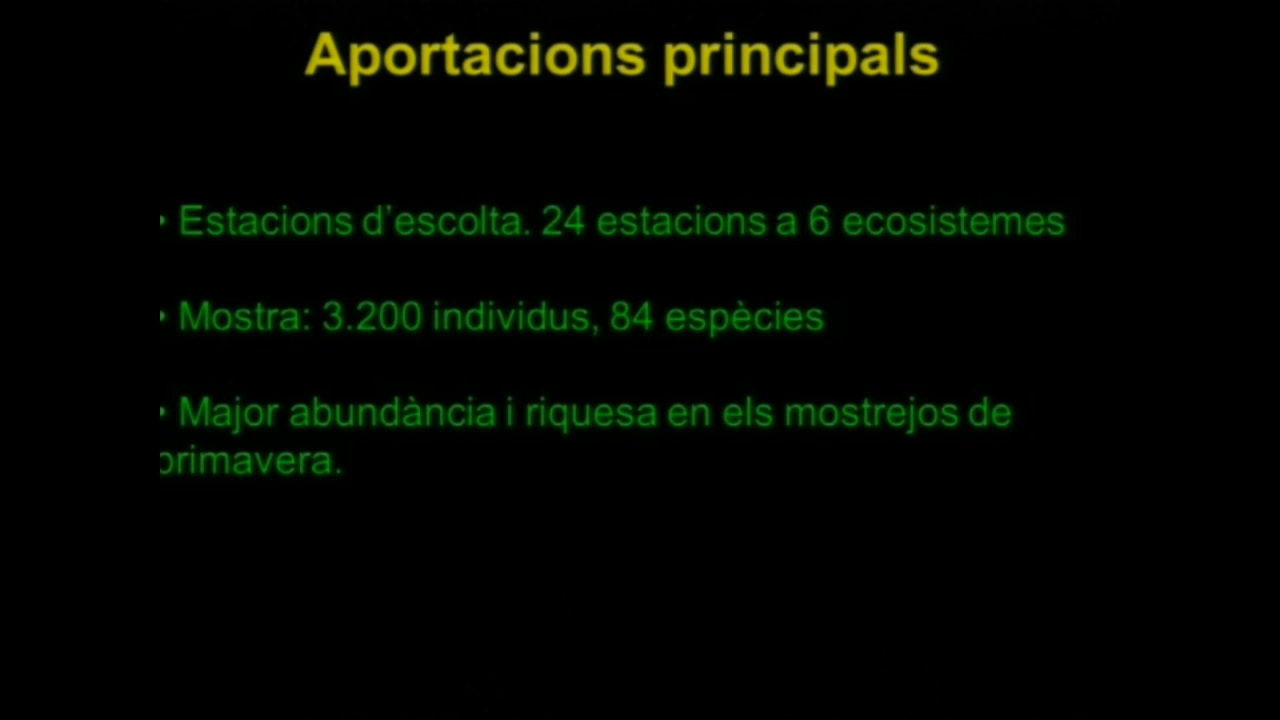 Aportacions principals
• Estacions d’escolta. 24 estacions a 6 ecosistemes
• Mostra: 3.200 individus, 84 espècies
• Major abundància i riquesa en els mostrejos de
primavera.